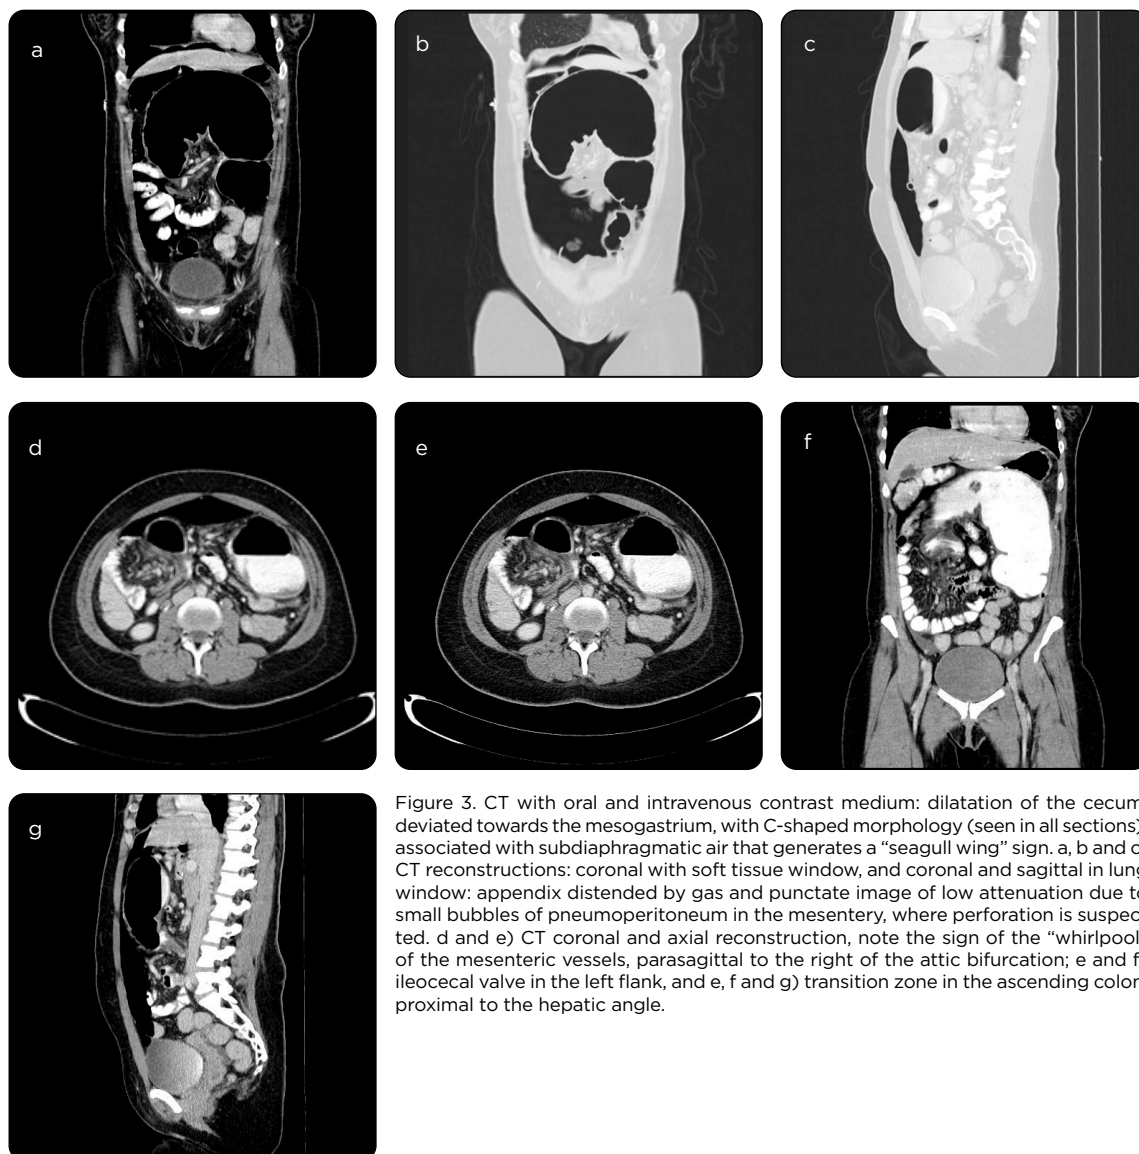 a
b
c
d
e
f
g
Figure 3. CT with oral and intravenous contrast medium: dilatation of the cecum
deviated towards the mesogastrium, with C-shaped morphology (seen in all sections)
associated with subdiaphragmatic air that generates a “seagull wing” sign. a, b and c
CT reconstructions: coronal with soft tissue window, and coronal and sagittal in lung
window: appendix distended by gas and punctate image of low attenuation due to
small bubbles of pneumoperitoneum in the mesentery, where perforation is suspec-
ted. d and e) CT coronal and axial reconstruction, note the sign of the “whirlpool”
of the mesenteric vessels, parasagittal to the right of the attic bifurcation; e and f
ileocecal valve in the left flank, and e, f and g) transition zone in the ascending colon
proximal to the hepatic angle.